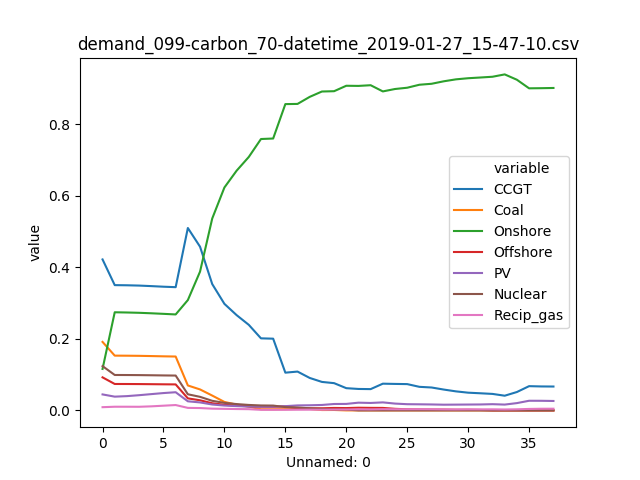 demand_099-carbon_70-datetime_2019-01-27_15-47-10.csv
value
0.8
0.6
0.4
0.2
0.0
variable
CCGT
Coal
Onshore
Offshore
PV
Nuclear
Recip_gas
0 5 10 15 20 25 30 35
Unnamed: 0